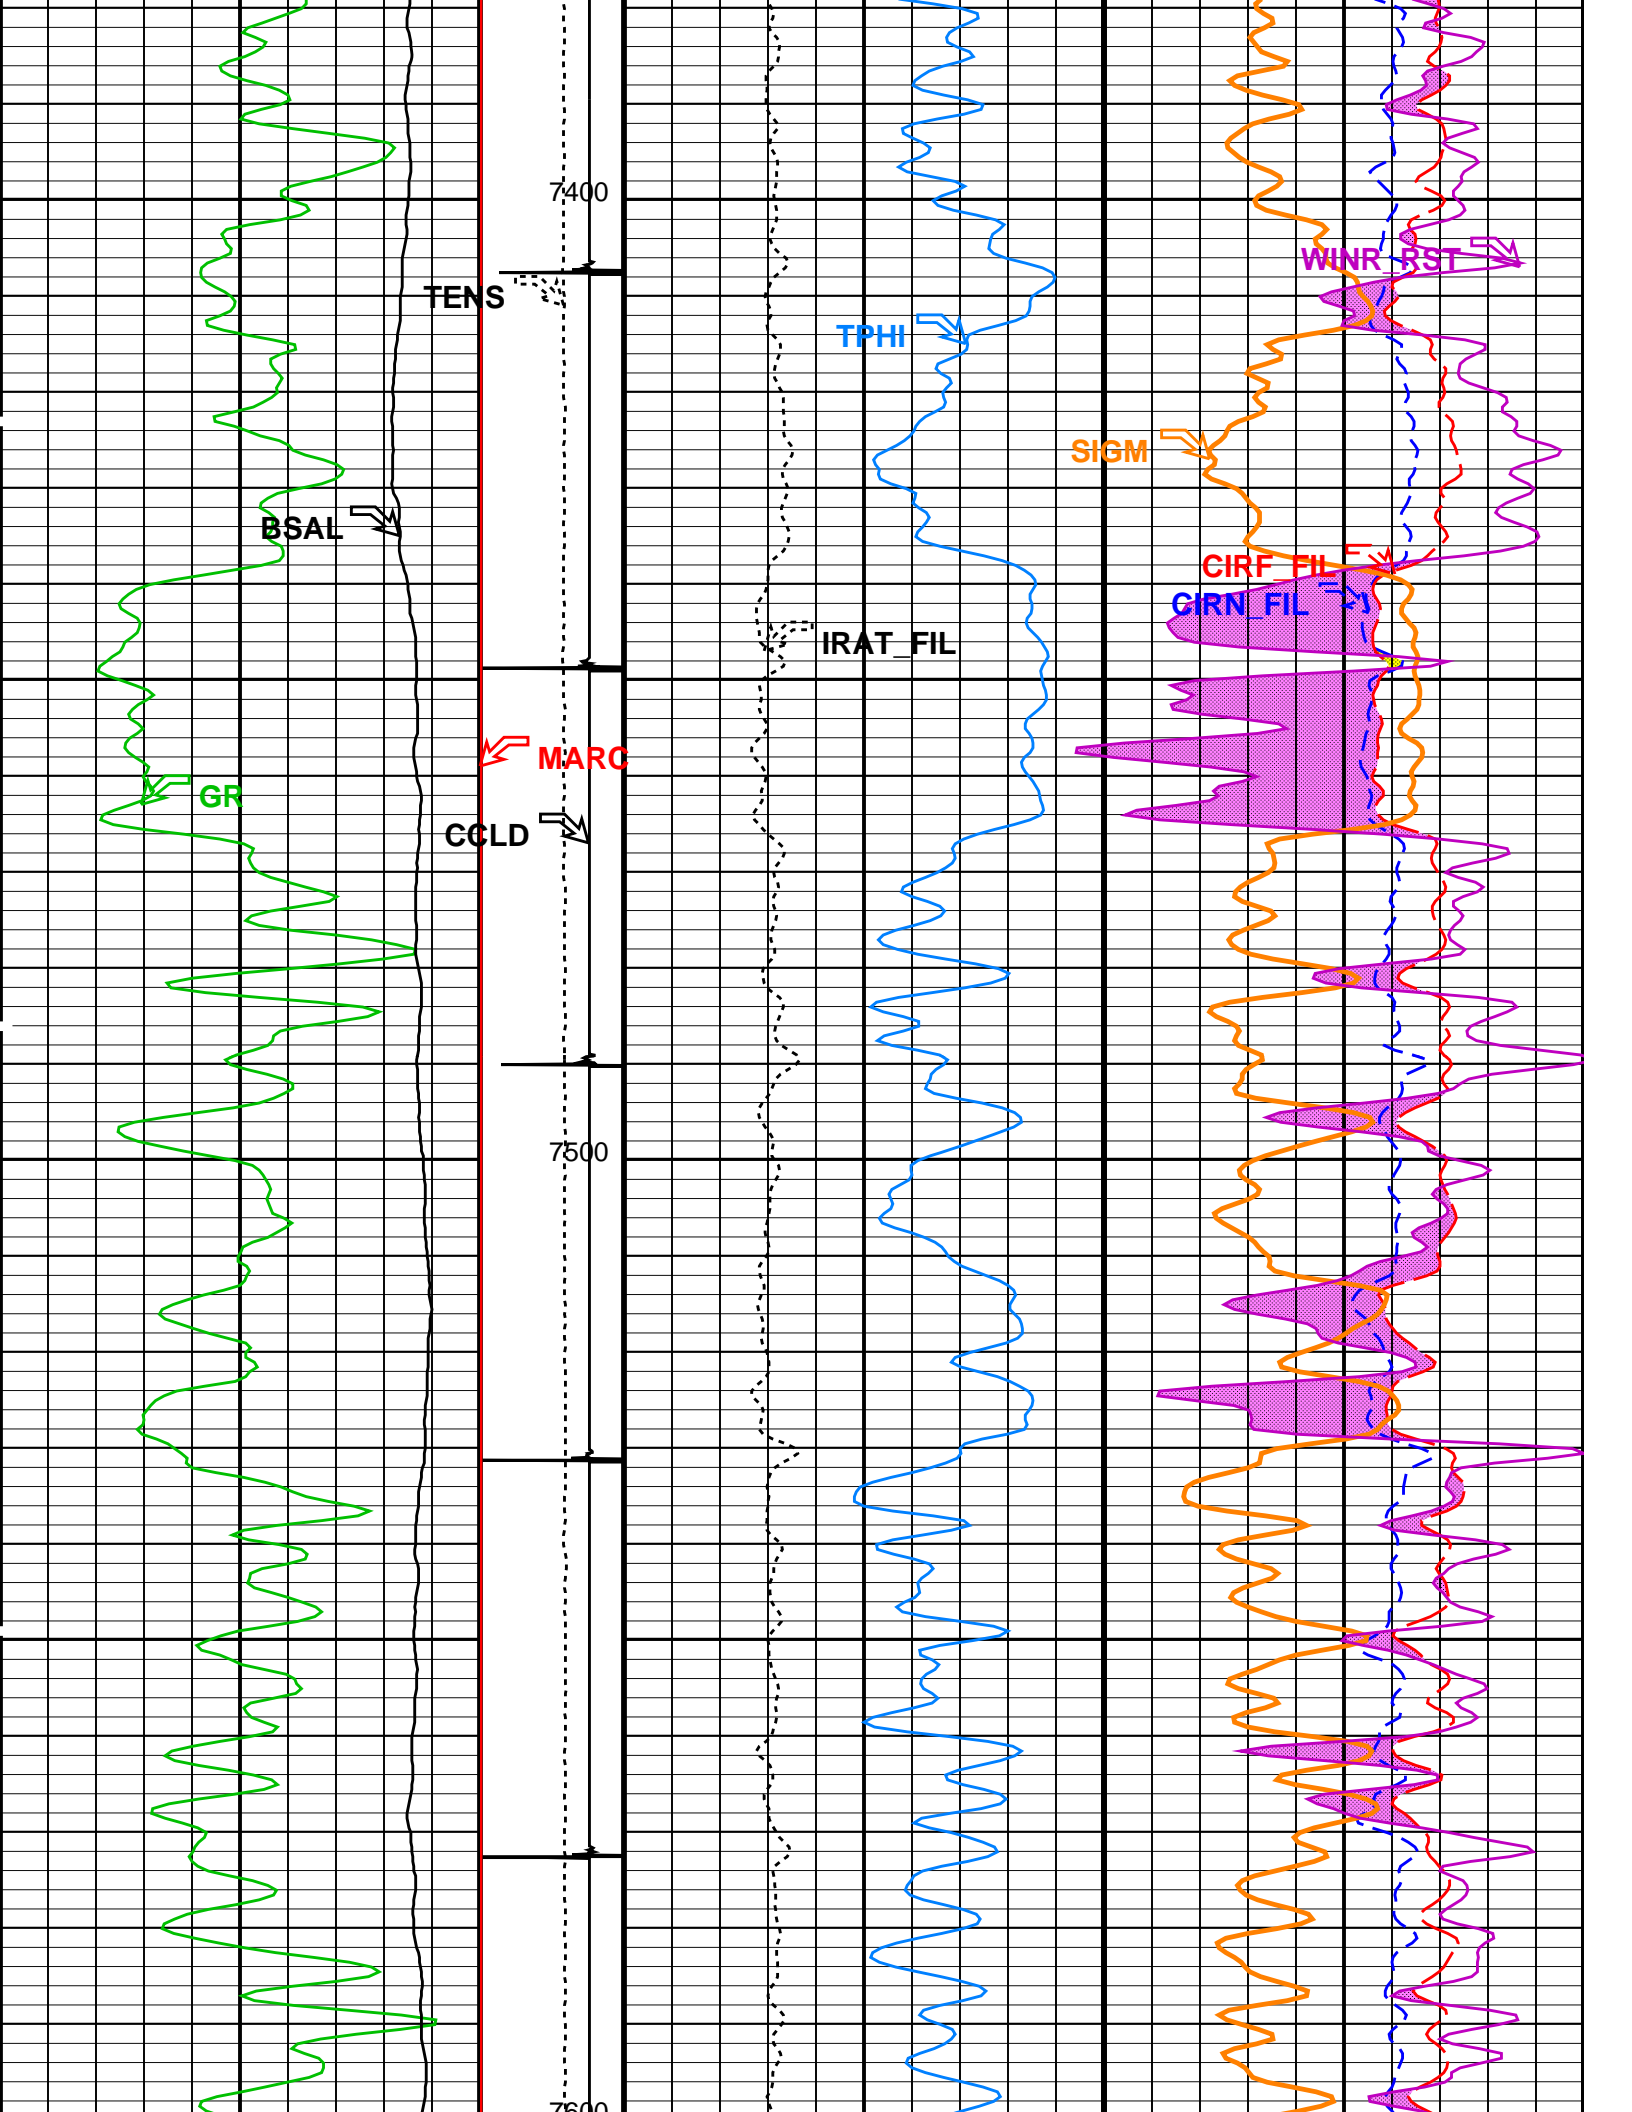 7400
WINR_RST
TENS
TPHI
SIGM
BSAL
CIRF_FIL
CIRN_FIL
IRAT_FIL
MARC
GR
CCLD
7500
7600